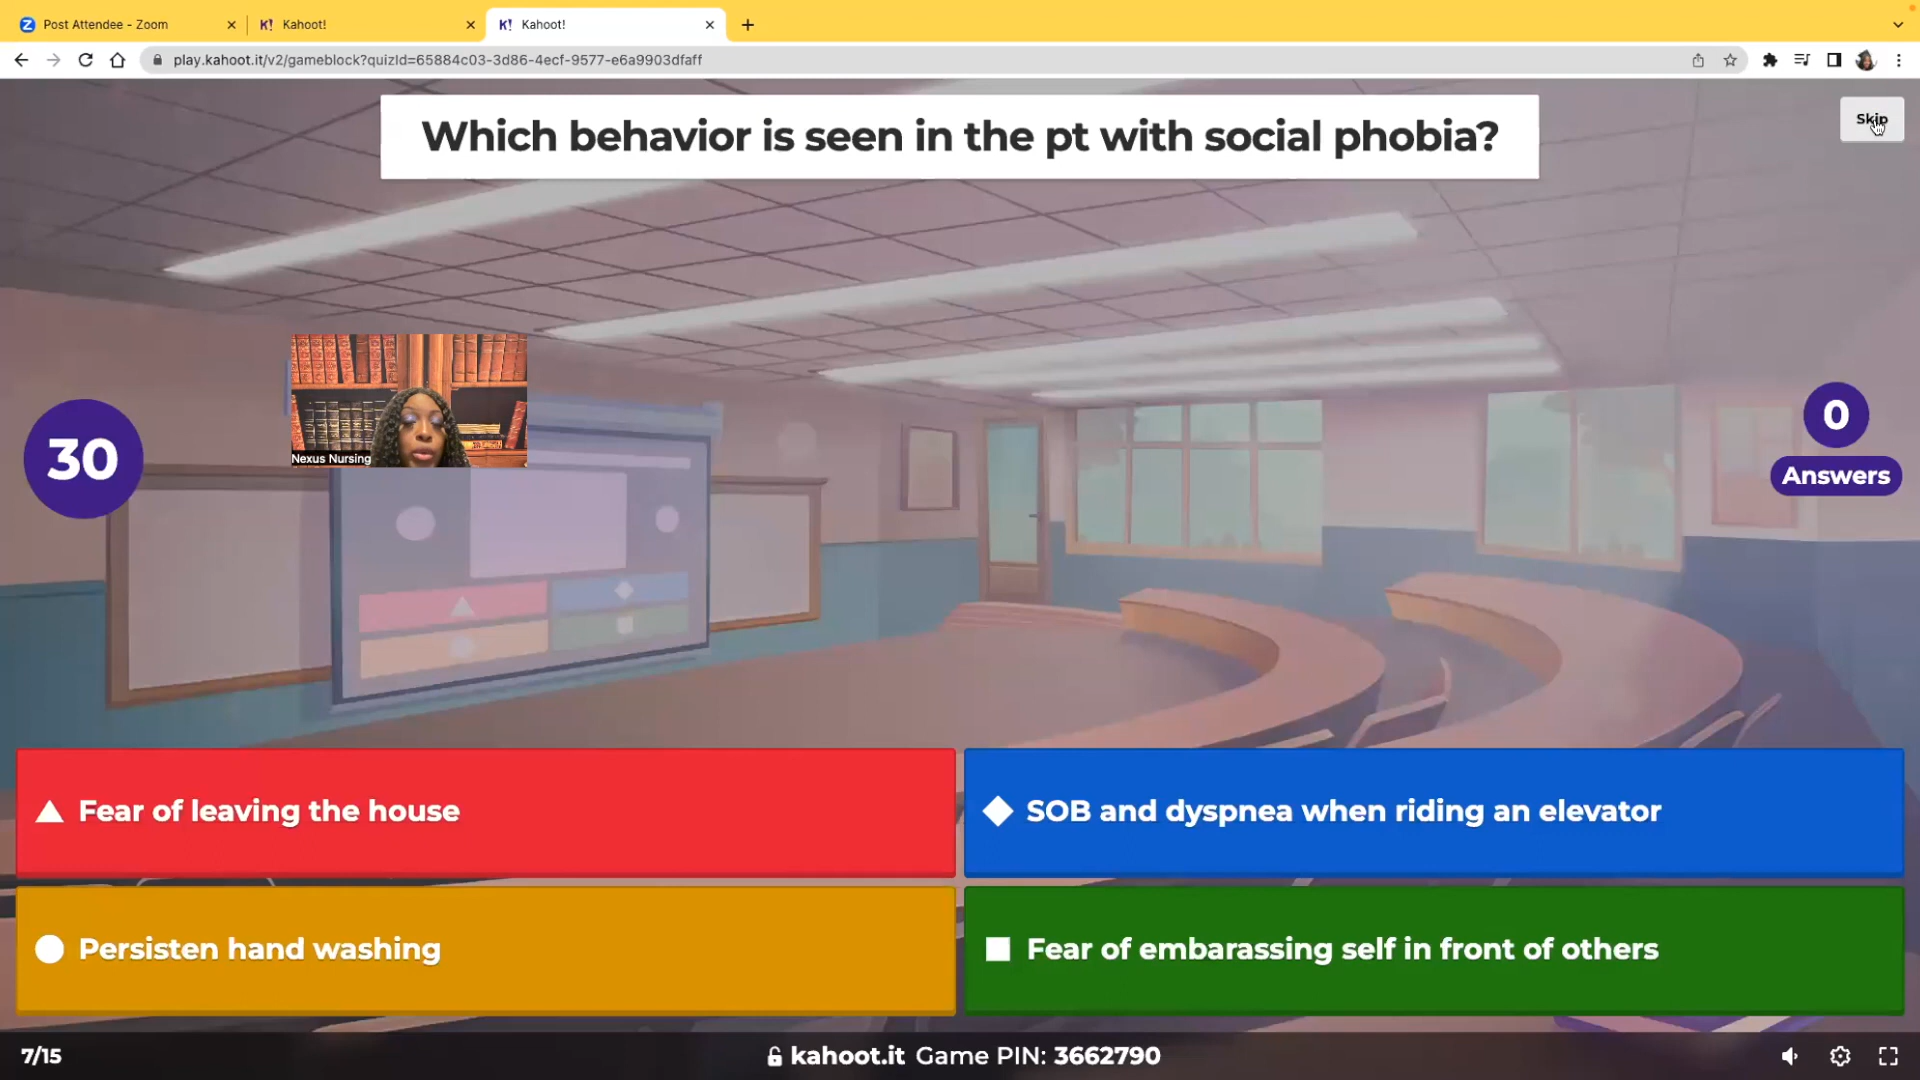 Post Attendee - Zoom
K! Kahoot!
K! Kahoot!
play.kahoot.it/v2/gameblock?quizId=65884c03-3d86-4ecf-9577-e6a9903dfaff
Which behavior is seen in the pt with social phobia?
Skip
Nexus Nursing
30
0
Answers
Fear of leaving the house
SOB and dyspnea when riding an elevator
Persisten hand washing
Fear of embarassing self in front of others
7/15
kahoot.it Game PIN: 3662790